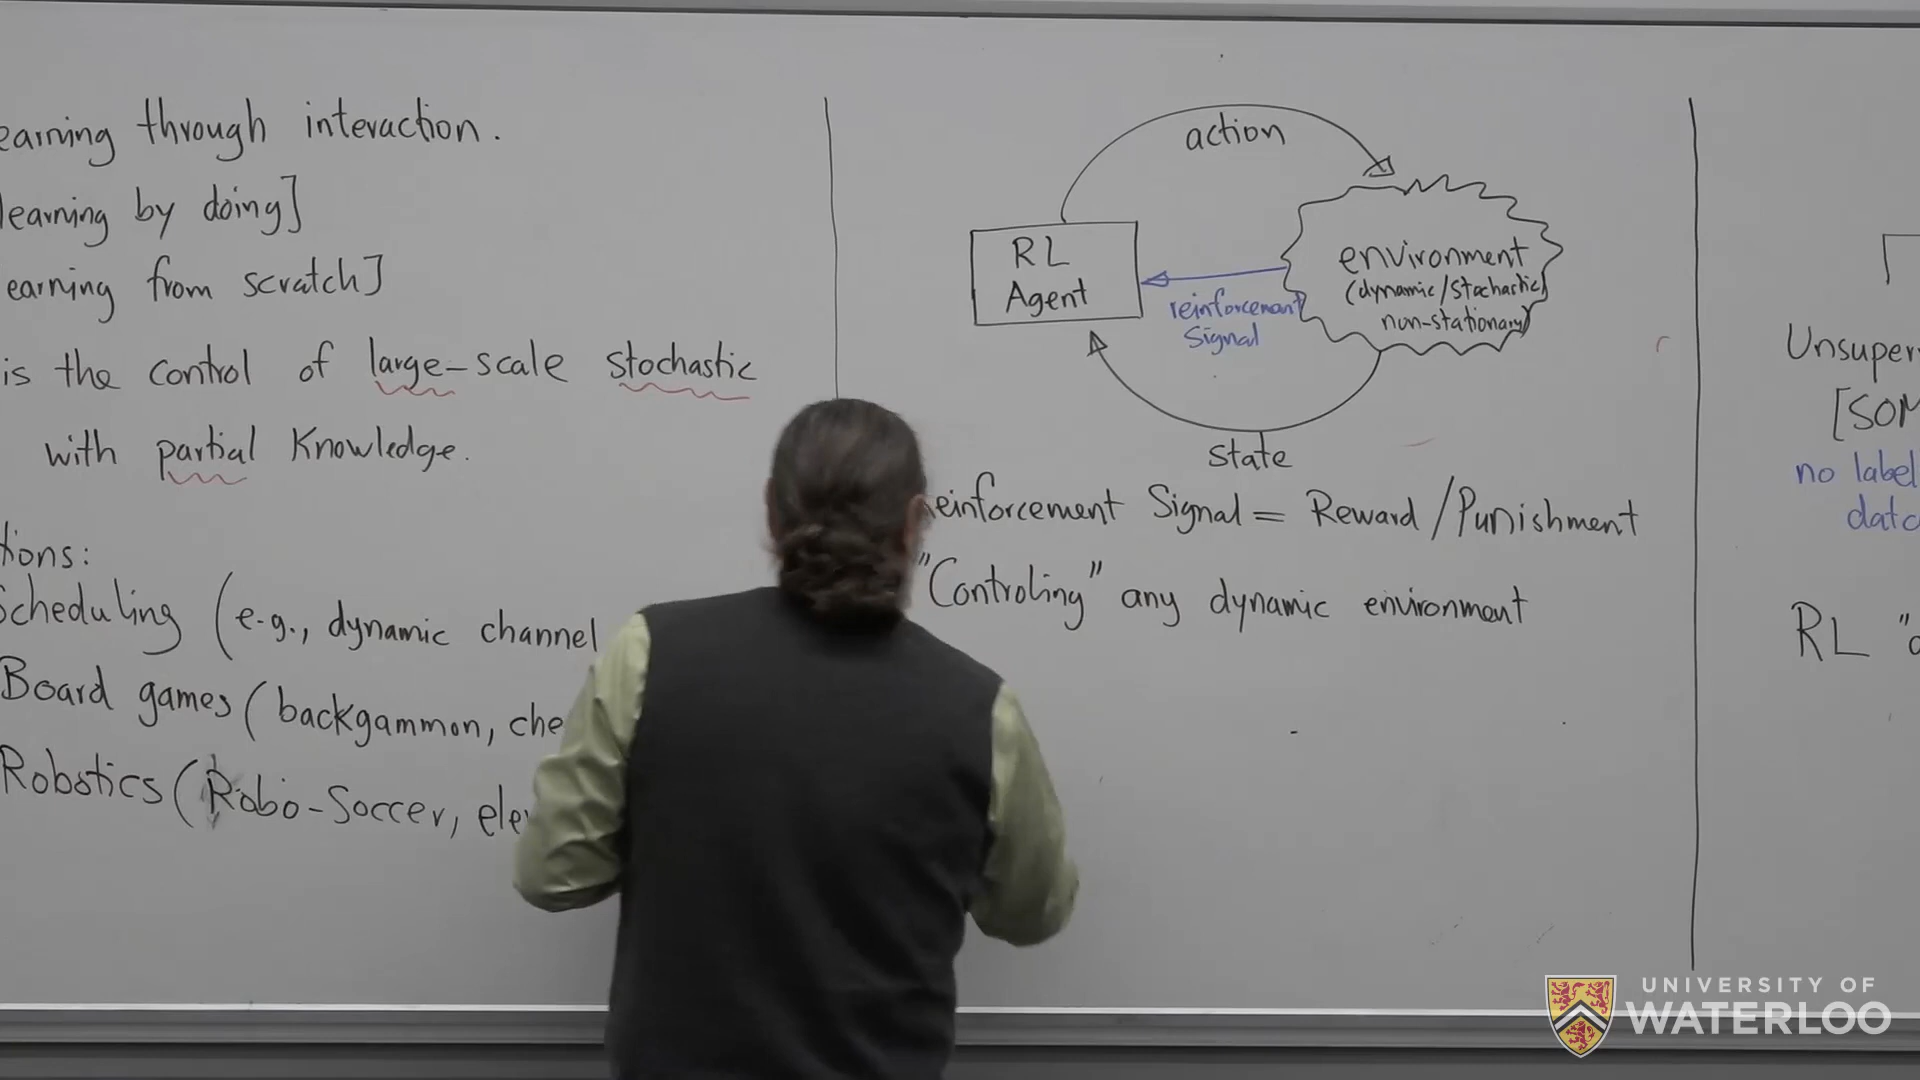 earning through interaction.
learning by doing]
earning from scratch]
is the control of large-scale stochastic
with partial Knowledge.
tions:
Scheduling (e.g., dynamic channel
Board games (backgammon, che
Robotics (Robo-Soccer, ele
action
RL
Agent
environment
(dynamic/stochastic/
non-stationary)
reinforcement
Signal
state
einforcement Signal = Reward/Punishment
"Controling" any dynamic environment
Unsuper
[SOM
no label
data
RL "
UNIVERSITY OF
WATERLOO